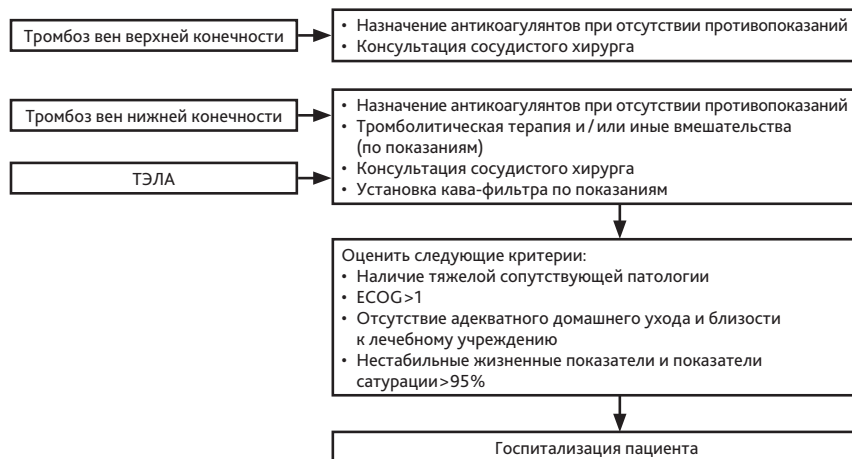 Тромбоз вен верхней конечности
• Назначение антикоагулянтов при отсутствии противопоказаний
• Консультация сосудистого хирурга
Тромбоз вен нижней конечности
ТЭЛА
• Назначение антикоагулянтов при отсутствии противопоказаний
• Тромболитическая терапия и / или иные вмешательства
(по показаниям)
• Консультация сосудистого хирурга
• Установка кава-фильтра по показаниям
Оценить следующие критерии:
• Наличие тяжелой сопутствующей патологии
• ECOG>1
• Отсутствие адекватного домашнего ухода и близости
к лечебному учреждению
• Нестабильные жизненные показатели и показатели
сатурации>95%
Госпитализация пациента